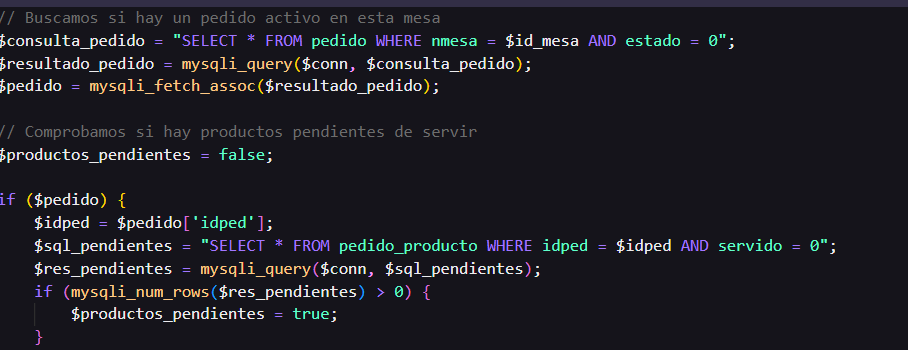 // Buscamos si hay un pedido activo en esta mesa
$consulta_pedido = "SELECT * FROM pedido WHERE nmesa = $id_mesa AND estado = 0";
$resultado_pedido = mysqli_query($conn, $consulta_pedido);
$pedido = mysqli_fetch_assoc($resultado_pedido);

// Comprobamos si hay productos pendientes de servir
$productos_pendientes = false;

if ($pedido) {
    $idped = $pedido['idped'];
    $sql_pendientes = "SELECT * FROM pedido_producto WHERE idped = $idped AND servido = 0";
    $res_pendientes = mysqli_query($conn, $sql_pendientes);
    if (mysqli_num_rows($res_pendientes) > 0) {
        $productos_pendientes = true;
    }